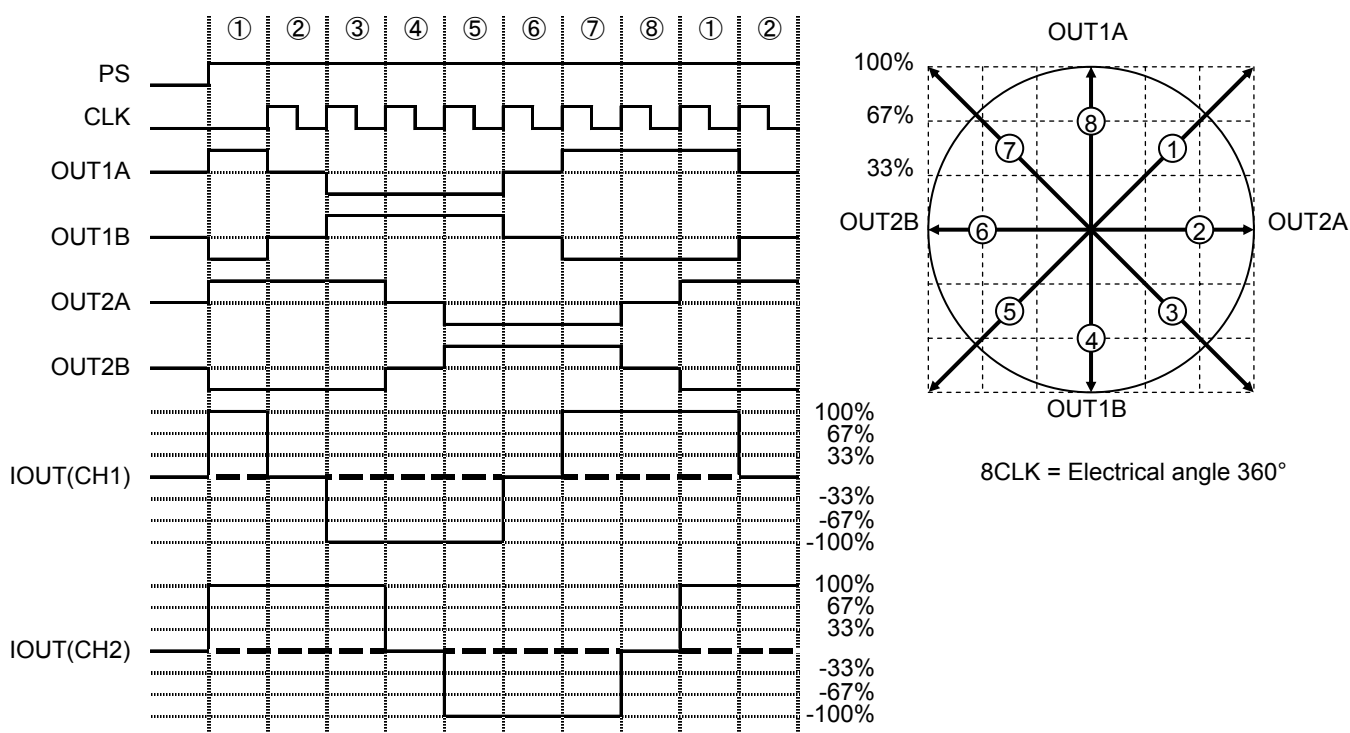 ① ② ③ ④ ⑤ ⑥ ⑦ ⑧ ① ②
PS
CLK
OUT1A
OUT1B
OUT2A
OUT2B
IOUT(CH1)
100%
67%
33%
-33%
-67%
-100%
IOUT(CH2)
100%
67%
33%
-33%
-67%
-100%
OUT1A
100%
67%
33%
OUT2B
OUT2A
OUT1B
⑧
⑦
①
⑥
②
⑤
③
④
8CLK = Electrical angle 360°